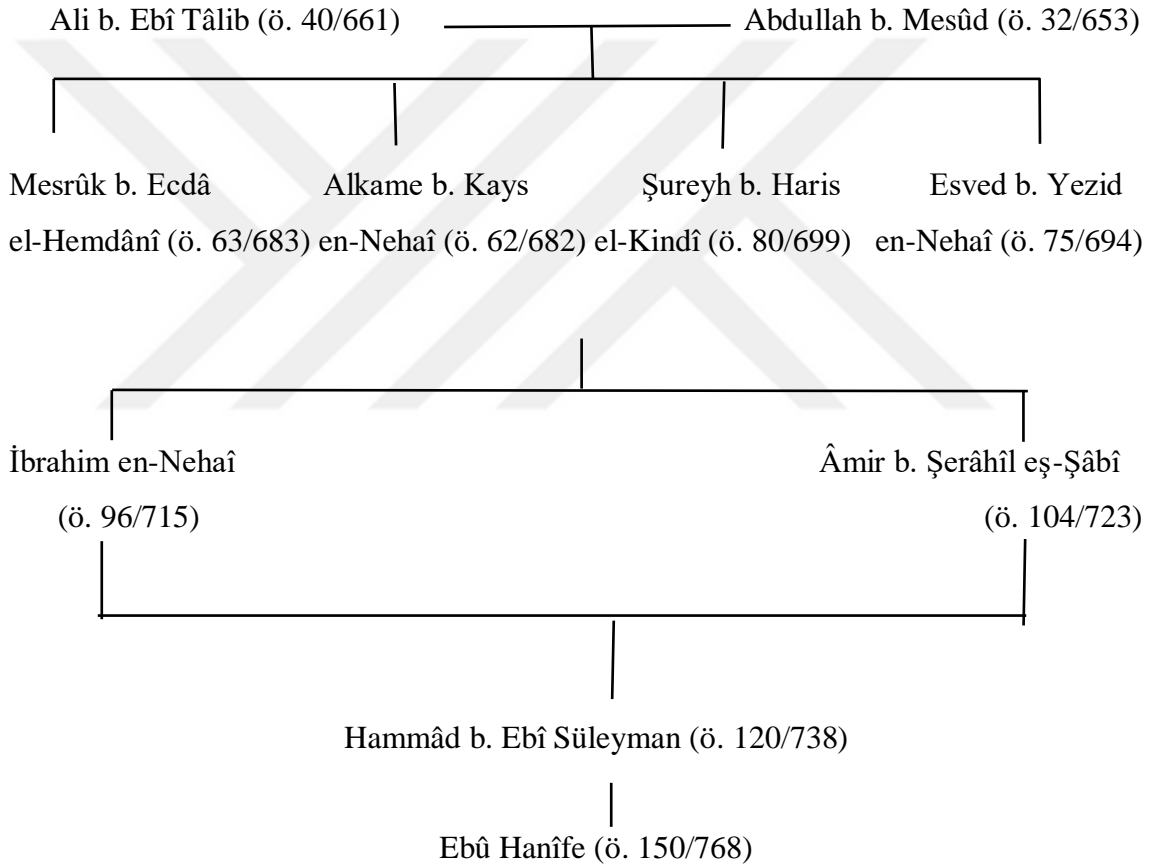 Ali b. Ebî Tâlib (ö. 40/661) Abdullah b. Mesûd (ö. 32/653)
Mesrûk b. Ecdâ Alkame b. Kays Şureyh b. Haris Esved b. Yezid
el-Hemdânî (ö. 63/683) en-Nehaî (ö. 62/682) el-Kindî (ö. 80/699) en-Nehaî (ö. 75/694)
İbrahim en-Nehaî Âmir b. Şerâhîl eş-Şâbî
(ö. 96/715) (ö. 104/723)
Hammâd b. Ebî Süleyman (ö. 120/738)
Ebû Hanîfe (ö. 150/768)